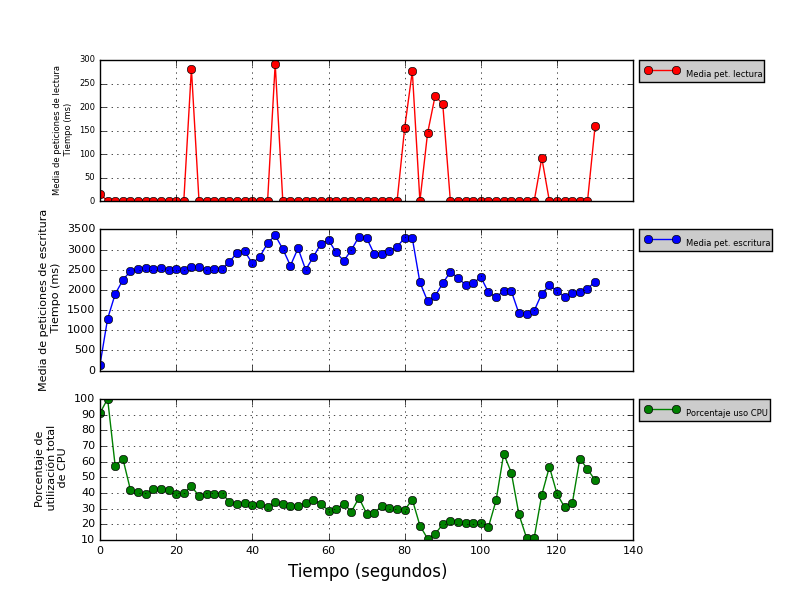 Media de peticiones de lectura
Tiempo (ms)
300
250
200
150
100
50
0
Media pet. lectura
Media de peticiones de escritura
Tiempo (ms)
3500
3000
2500
2000
1500
1000
500
0
Media pet. escritura
Porcentaje de
utilización total
de CPU
100
90
80
70
60
50
40
30
20
10
Porcentaje uso CPU
0 20 40 60 80 100 120 140
Tiempo (segundos)